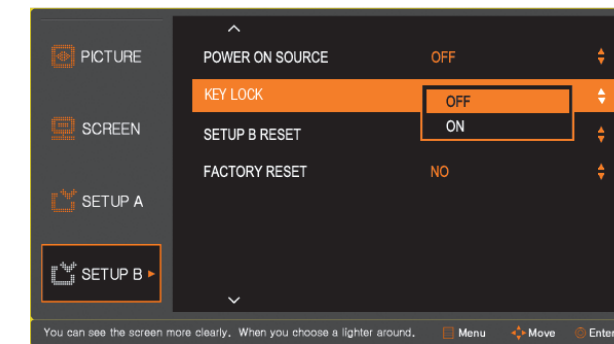 PICTURE
SCREEN
SETUP A
SETUP B
POWER ON SOURCE OFF
KEY LOCK
OFF
ON
SETUP B RESET
FACTORY RESET NO
You can see the screen more clearly. When you choose a lighter around. Menu Move Enter